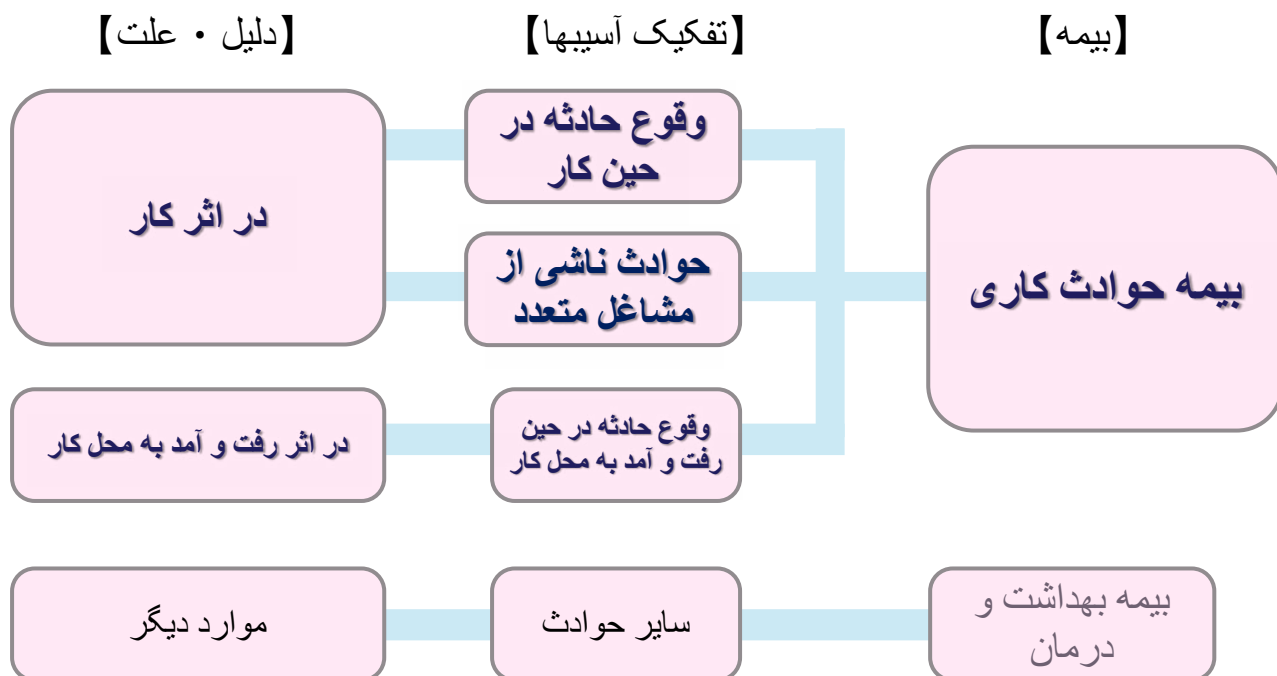 【بیمه】
【تفکیک آسیبها】
【دلیل・علت】
بیمه حوادث کاری
وقوع حادثه در
حین کار
در اثر کار
حوادث ناشی از
مشاغل متعدد
وقوع حادثه در حین
رفت و آمد به محل کار
در اثر رفت و آمد به محل کار
بیمه بهداشت و
درمان
سایر حوادث
موارد دیگر